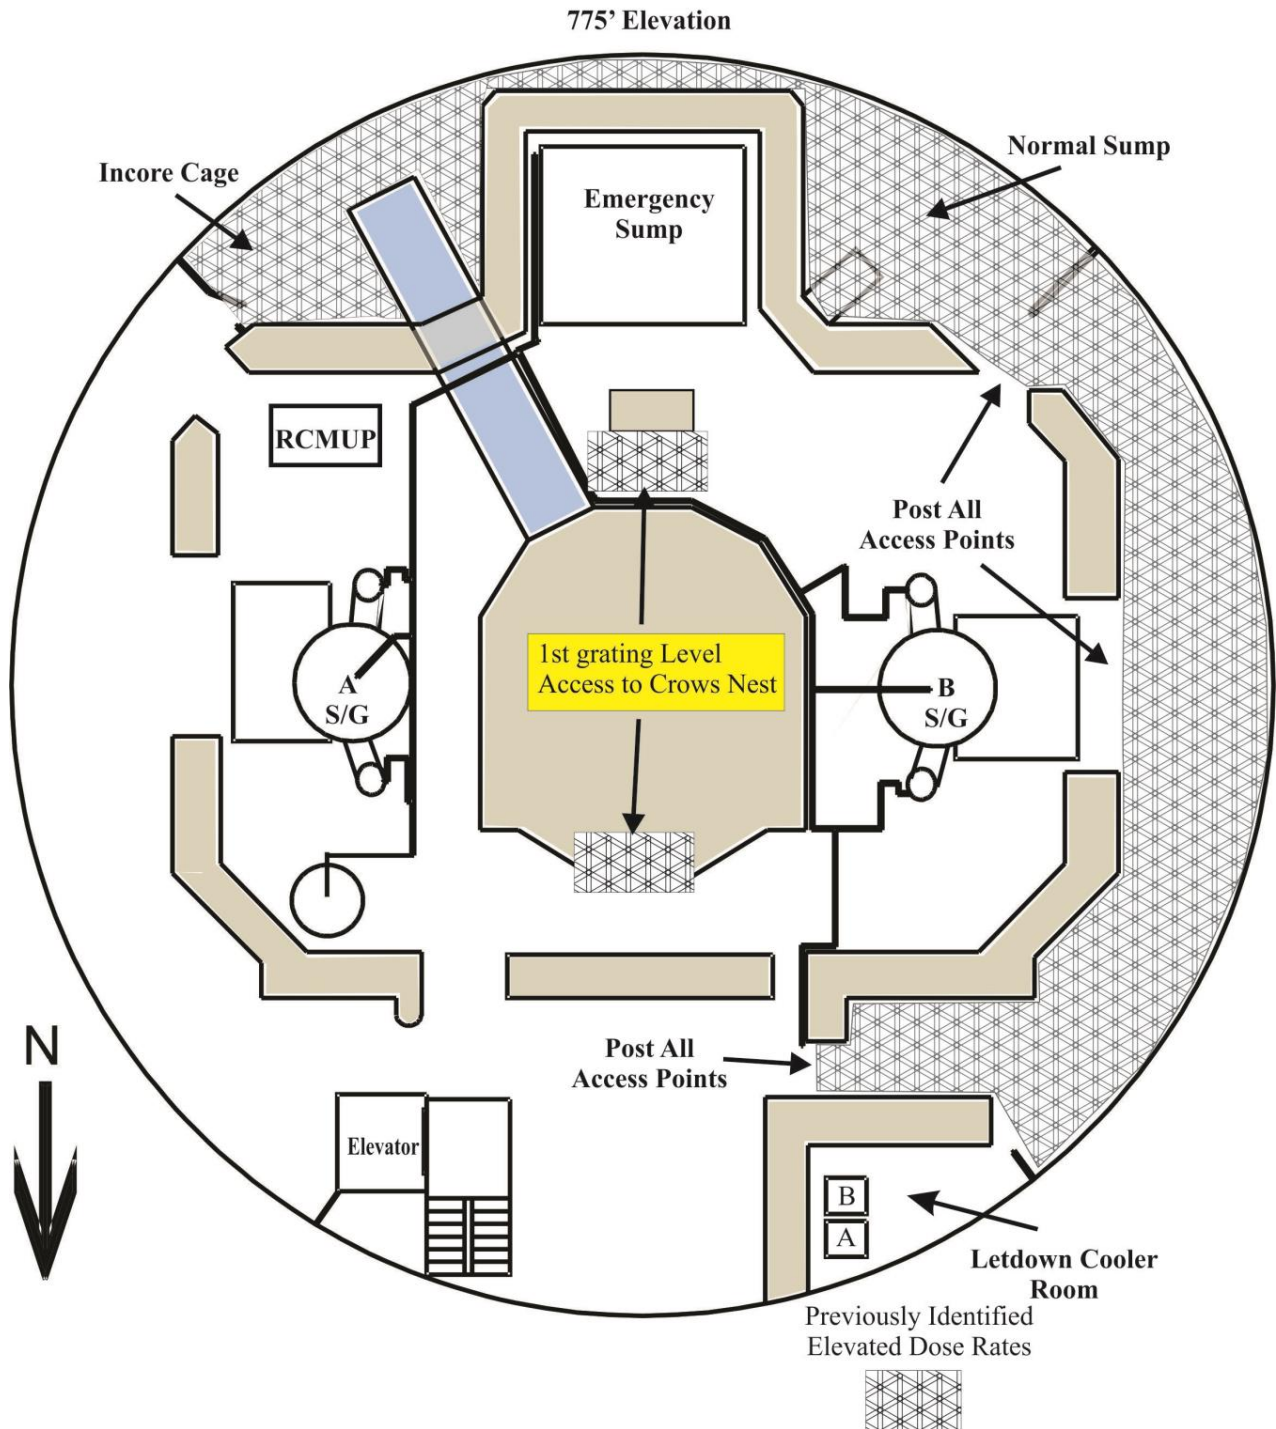 775’ Elevation
Incore Cage
Normal Sump
Emergency
Sump
RCMUP
Post All
Access Points
1st grating Level
Access to Crows Nest
A
S/G
B
S/G
N
Post All
Access Points
Elevator
B
A
Letdown Cooler
Room
Previously Identified
Elevated Dose Rates